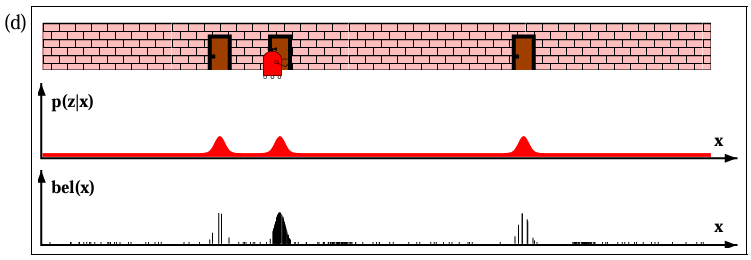 (d)
p(z|x)
x
bel(x)
x